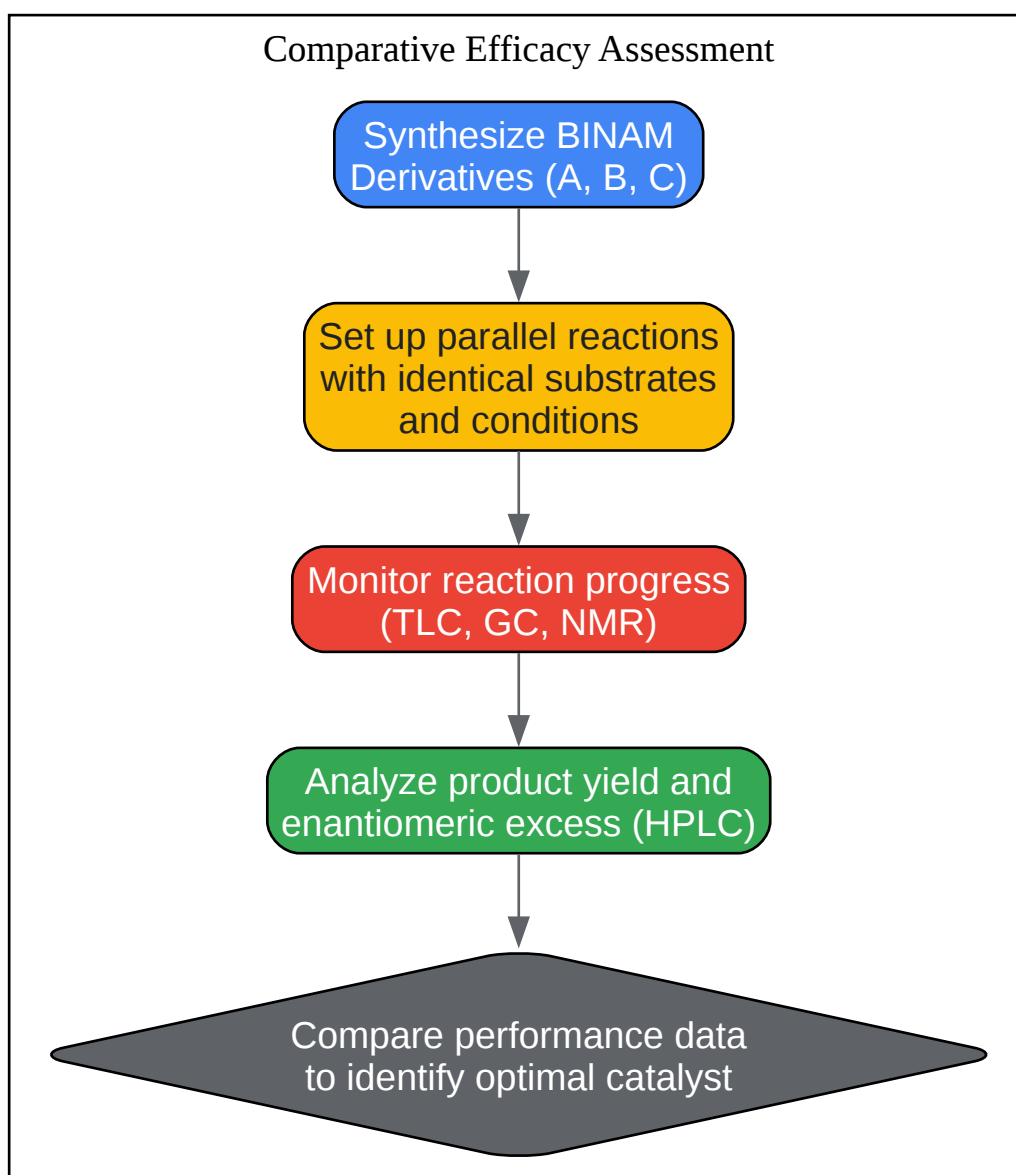 Comparative Efficacy Assessment
Synthesize BINAM
Derivatives (A, B, C)
Set up parallel reactions
with identical substrates
and conditions
Monitor reaction progress
(TLC, GC, NMR)
Analyze product yield and
enantiomeric excess (HPLC)
Compare performance data
to identify optimal catalyst